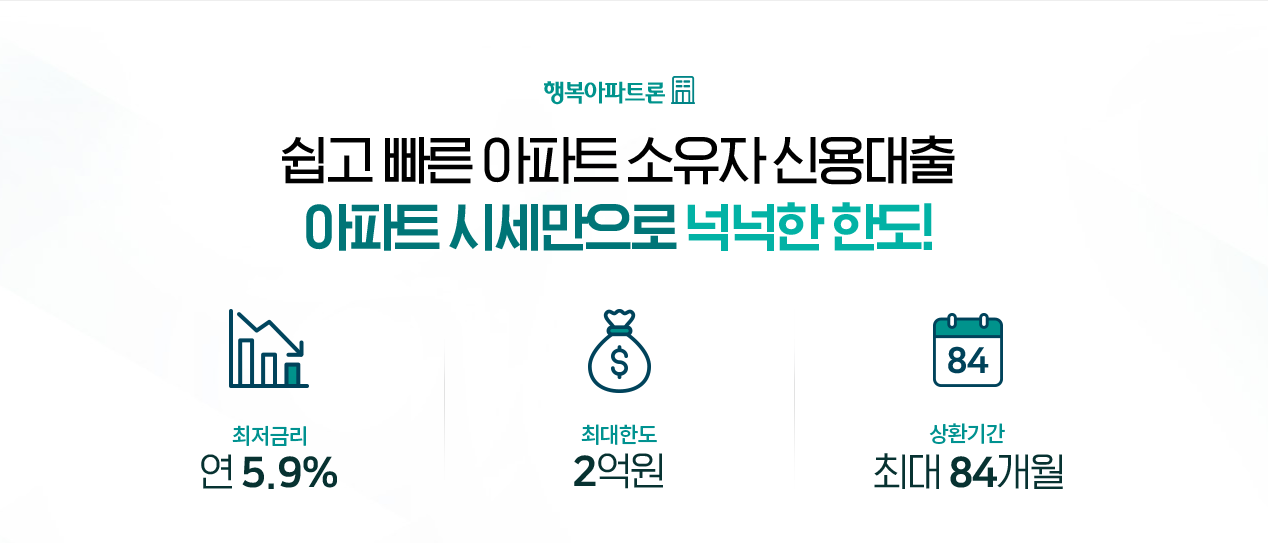 행복아파트론
쉽고 빠른 아파트 소유자 신용대출
아파트 시세만으로 넉넉한 한도!
$
84
최저금리
연 5.9%
최대한도
2억원
상환기간
최대 84개월